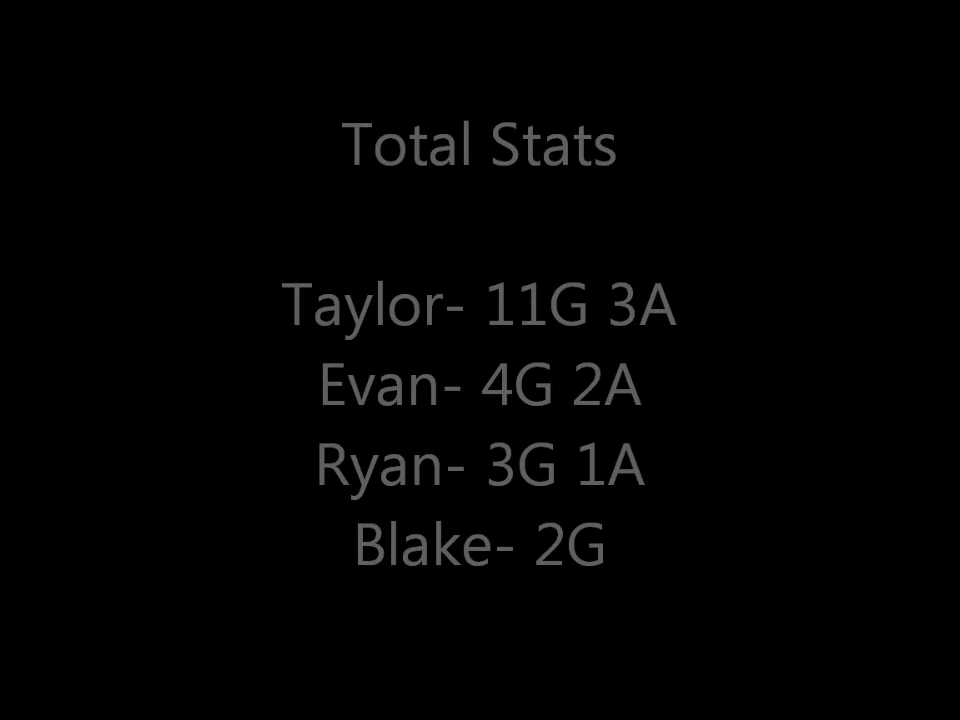 Total Stats
Taylor- 11G 3A
Evan- 4G 2A
Ryan- 3G 1A
Blake- 2G